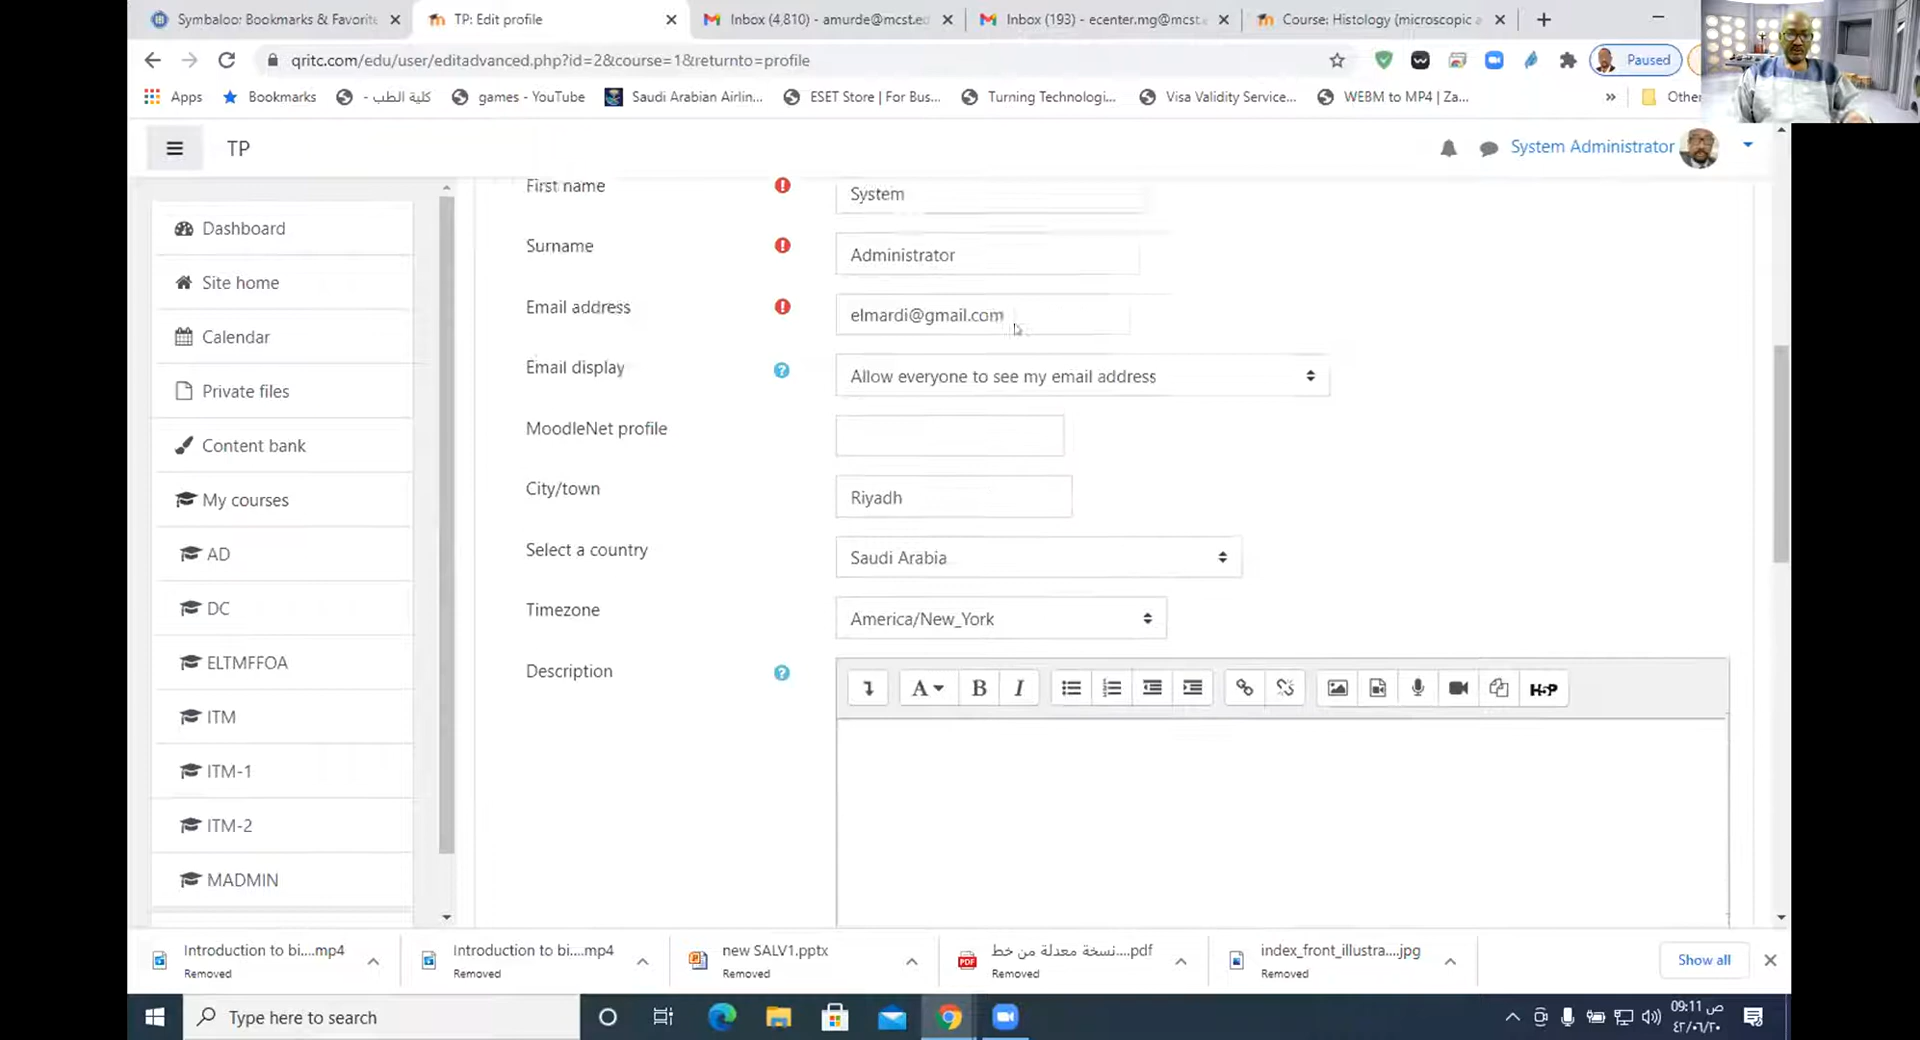 Symbaloo: Bookmarks & Favorite
TP: Edit profile
Inbox (4,810) - amurde@mcst.ed
Inbox (193) - ecenter.mg@mcst.e
Course: Histology (microscopic a
qritc.com/edu/user/editadvanced.php?id=2&course=1&returnto=profile
Paused
Apps
Bookmarks
كلية الطب -
games - YouTube
Saudi Arabian Airlin...
ESET Store | For Bus...
Turning Technologi...
Visa Validity Service...
WEBM to MP4 | Za...
»
Other
TP
System Administrator
Dashboard
Site home
Calendar
Private files
Content bank
My courses
AD
DC
ELTMFFOA
ITM
ITM-1
ITM-2
MADMIN
First name
System
Surname
Administrator
Email address
elmardi@gmail.com
Email display
Allow everyone to see my email address
MoodleNet profile
City/town
Riyadh
Select a country
Saudi Arabia
Timezone
America/New_York
Description
A B I
H-P
Introduction to bi....mp4
Removed
Introduction to bi....mp4
Removed
new SALV1.pptx
Removed
نسخة معدلة من خط....pdf
Removed
index_front_illustra....jpg
Removed
Show all
Type here to search
09:11 ص
٤٢/٠٦/٢٠